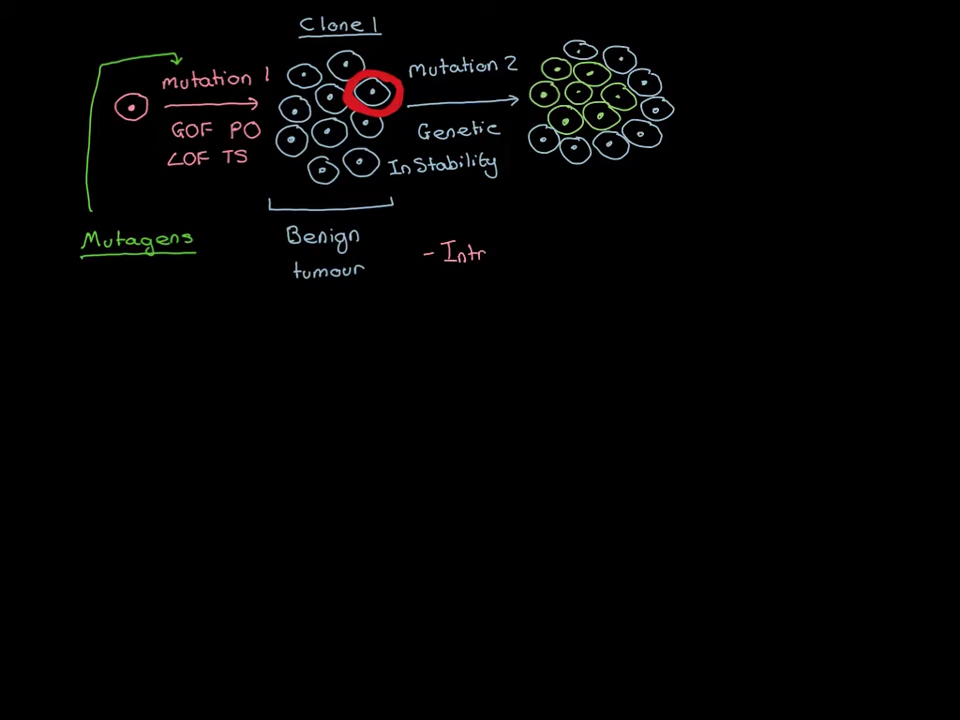 Clone 1
Mutation 1
GOF PO
LOF TS
Mutation 2
Genetic
InStability
Mutagens
Benign
tumour
- Intr